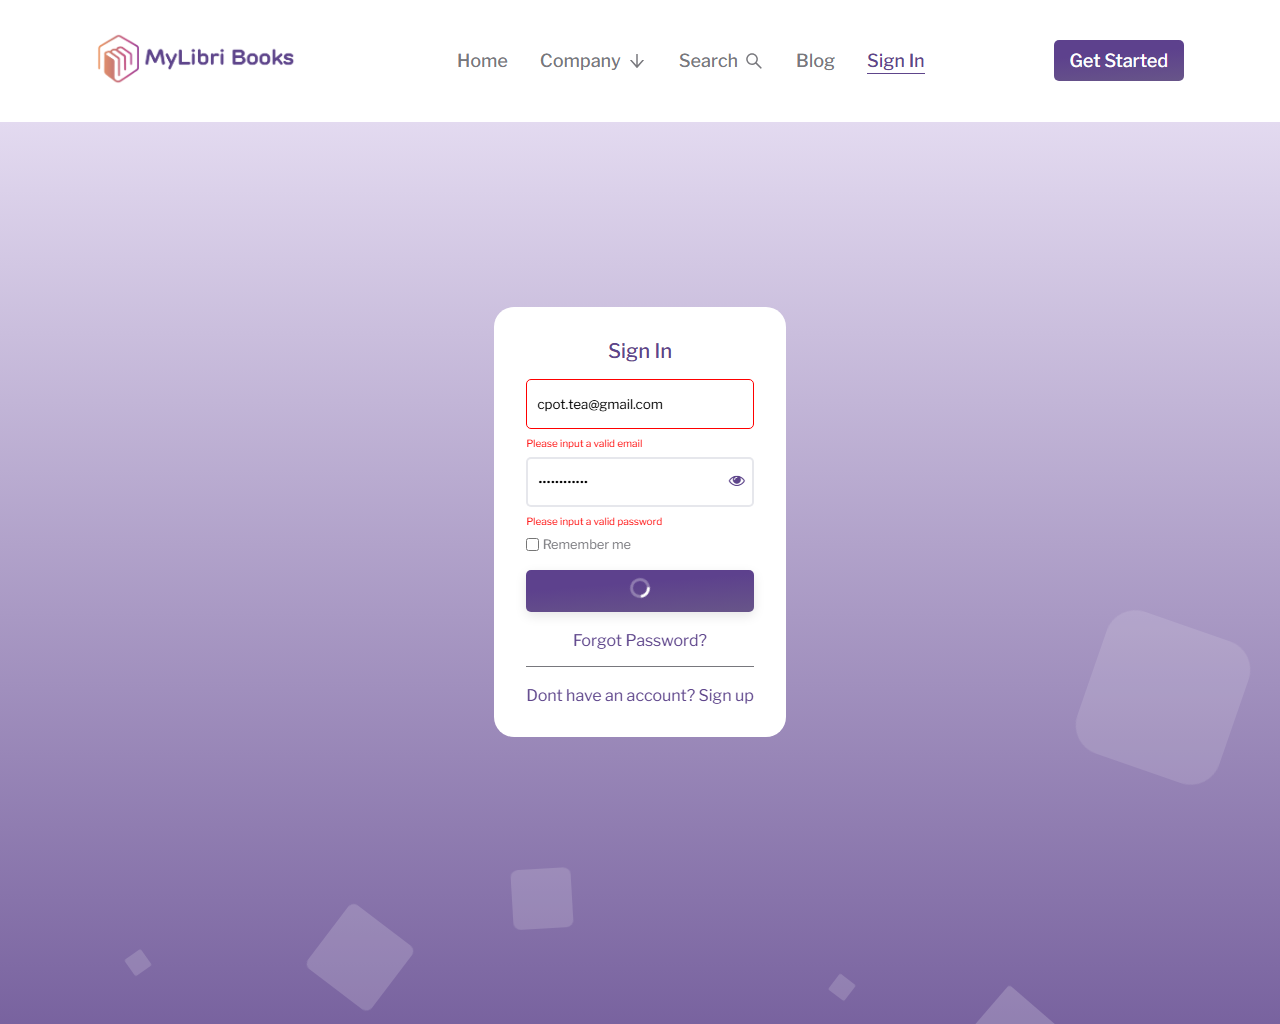 MyLibri Books
Home
Company
Search
Blog
Sign In
Get Started
Sign In
cpot.tea@gmail.com
Please input a valid email
••••••••••••
Please input a valid password
Remember me
Forgot Password?
Dont have an account? Sign up